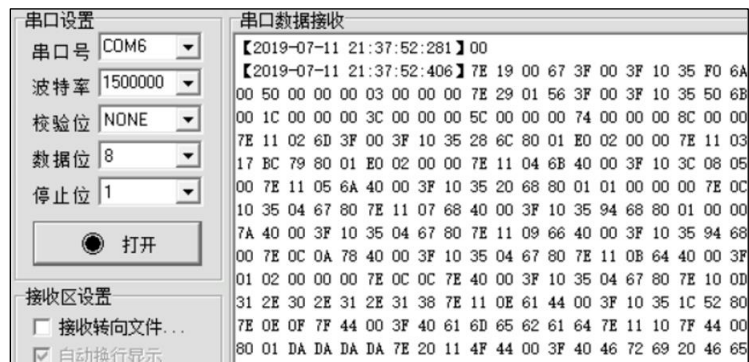 串口设置
串口号 COM6
波特率 1500000
校验位 NONE
数据位 8
停止位 1
打开
接收区设置
接收转向文件...
自动换行显示
串口数据接收
【2019-07-11 21:37:52:281】00
【2019-07-11 21:37:52:406】7E 19 00 67 3F 00 3F 10 35 F0 6A
00 50 00 00 00 03 00 00 00 7E 29 01 56 3F 00 3F 10 35 50 6B
00 1C 00 00 00 3C 00 00 00 5C 00 00 00 74 00 00 00 8C 00 00
7E 11 02 6D 3F 00 3F 10 35 28 6C 80 01 E0 02 00 00 7E 11 03
17 BC 79 80 01 E0 02 00 00 7E 11 04 6B 40 00 3F 10 3C 08 05
00 7E 11 05 6A 40 00 3F 10 35 20 68 80 01 01 00 00 00 7E 0C
10 35 04 67 80 7E 11 07 68 40 00 3F 10 35 94 68 80 01 00 00
7A 40 00 3F 10 35 04 67 80 7E 11 09 66 40 00 3F 10 35 94 68
00 7E 0C 0A 78 40 00 3F 10 35 04 67 80 7E 11 0B 64 40 00 3F
01 02 00 00 00 7E 0C 0C 7E 40 00 3F 10 35 04 67 80 7E 10 0D
31 2E 30 2E 31 2E 31 38 7E 11 0E 61 44 00 3F 10 35 1C 52 80
7E 0E 0F 7F 44 00 3F 40 61 6D 65 62 61 64 7E 11 10 7F 44 00
80 01 DA DA DA DA 7E 20 11 4F 44 00 3F 40 46 72 69 20 46 65